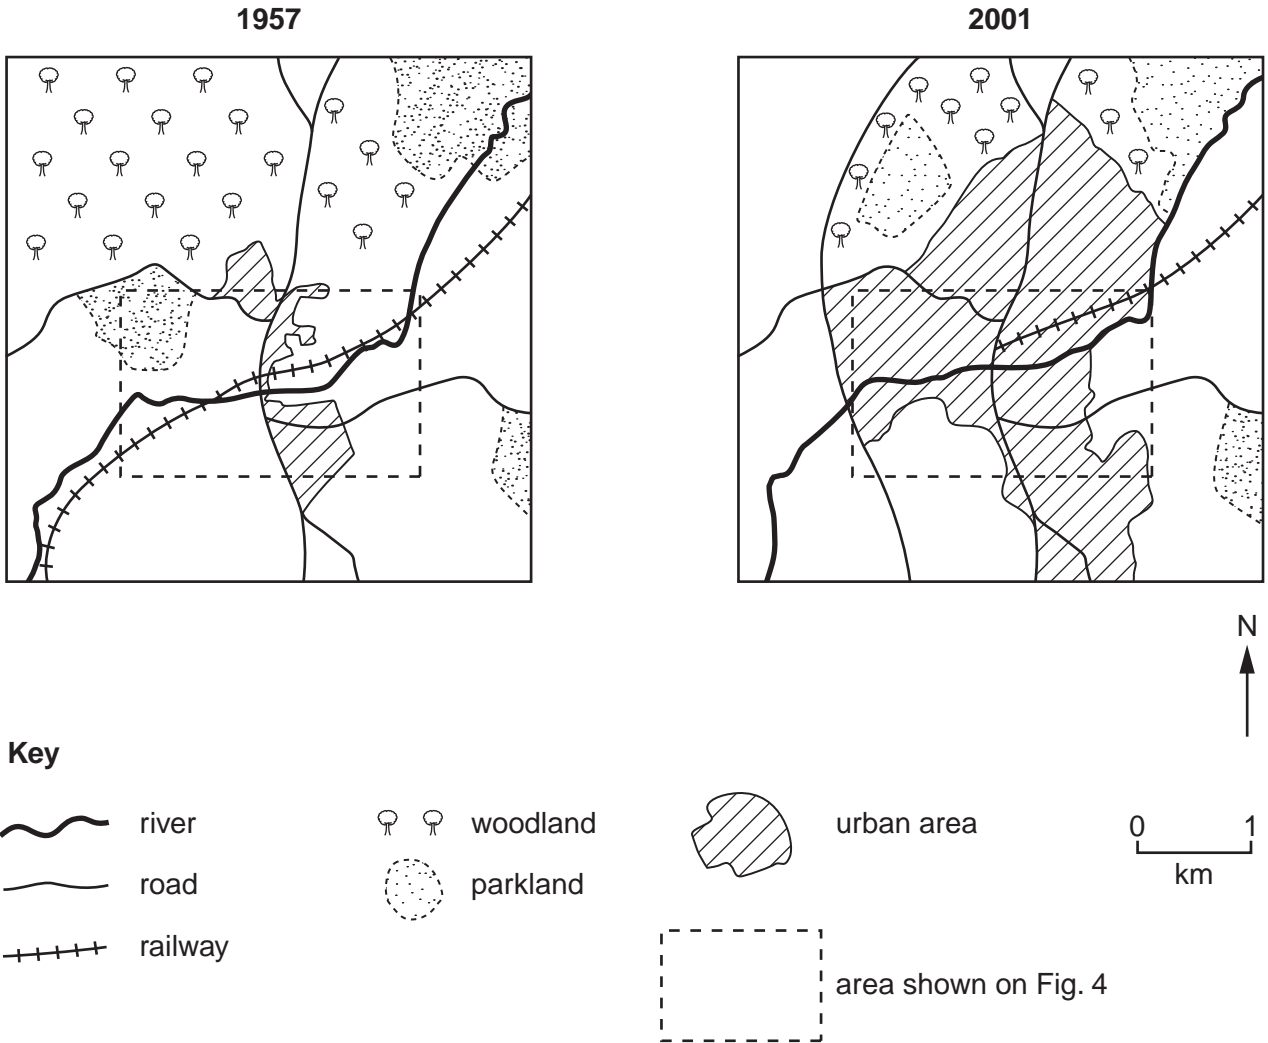 1957
2001
N
Key
river
woodland
urban area
0 1
road
parkland
km
railway
area shown on Fig. 4